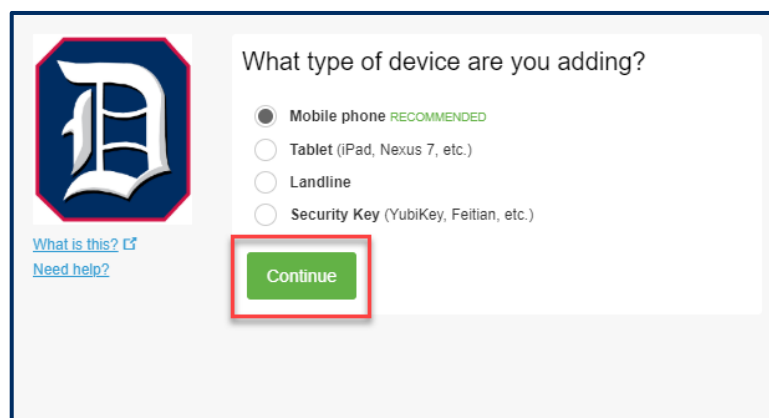 What type of device are you adding?
Mobile phone RECOMMENDED
Tablet (iPad, Nexus 7, etc.)
Landline
Security Key (YubiKey, Feitian, etc.)
Continue
D
What is this?
Need help?